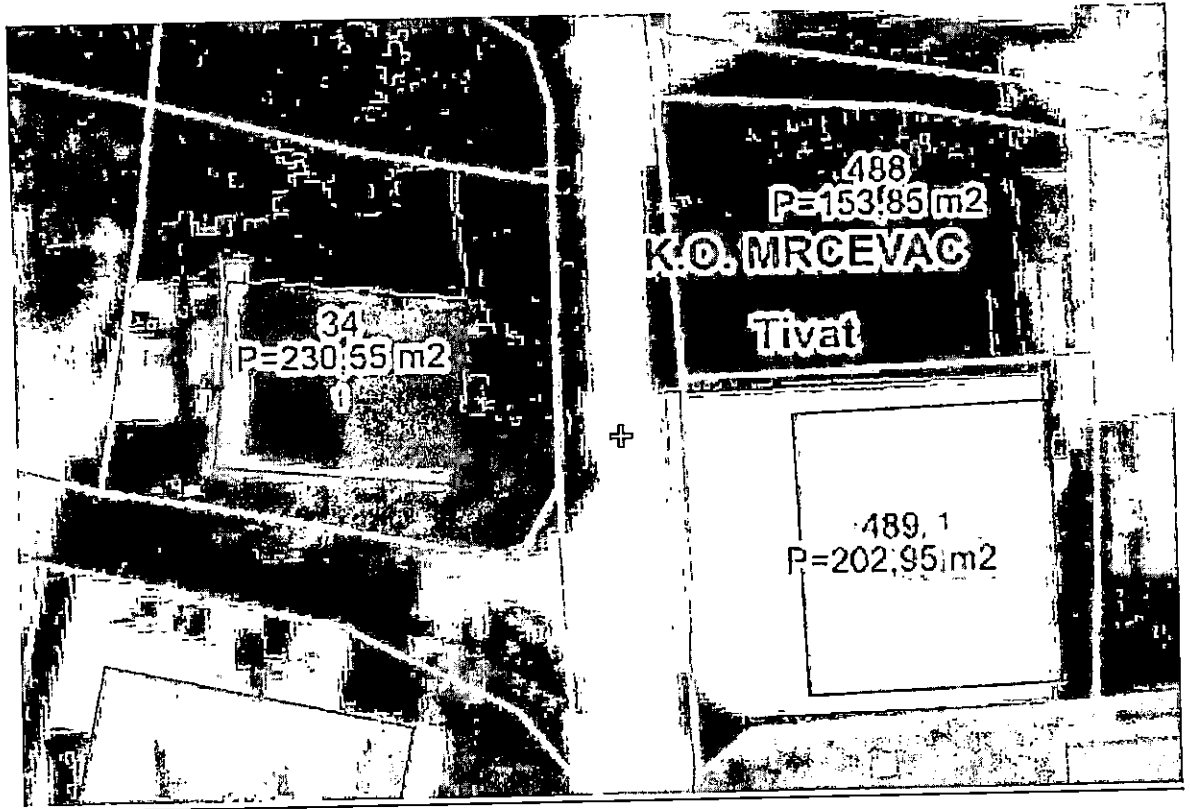 34
P=230,55 m2
488
P=153,85 m2
K.O. MRCEVAC
Tivat
489, 1
P=202,95 m2